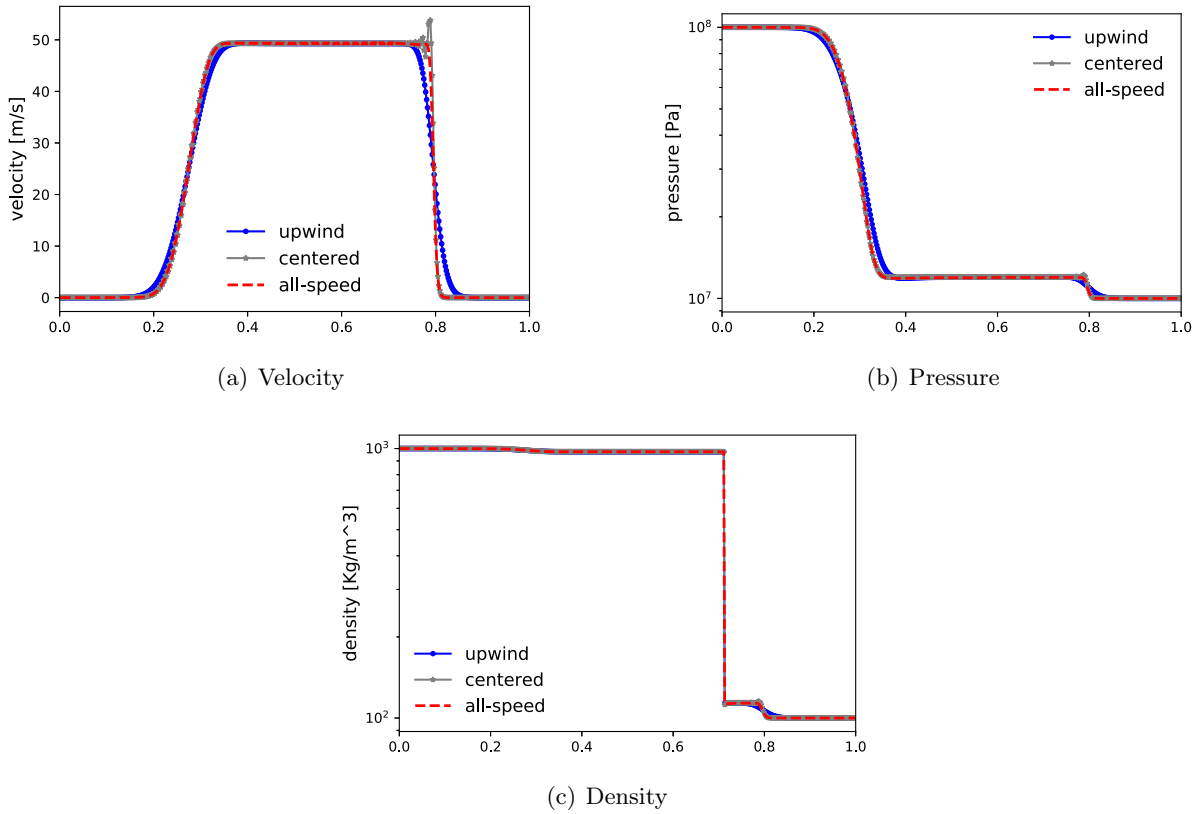 velocity [m/s]
50
40
30
20
10
0
upwind
centered
all-speed
0.0 0.2 0.4 0.6 0.8 1.0
(a) Velocity
pressure [Pa]
10^8
10^7
upwind
centered
all-speed
0.0 0.2 0.4 0.6 0.8 1.0
(b) Pressure
density [Kg/m^3]
10^3
10^2
upwind
centered
all-speed
0.0 0.2 0.4 0.6 0.8 1.0
(c) Density